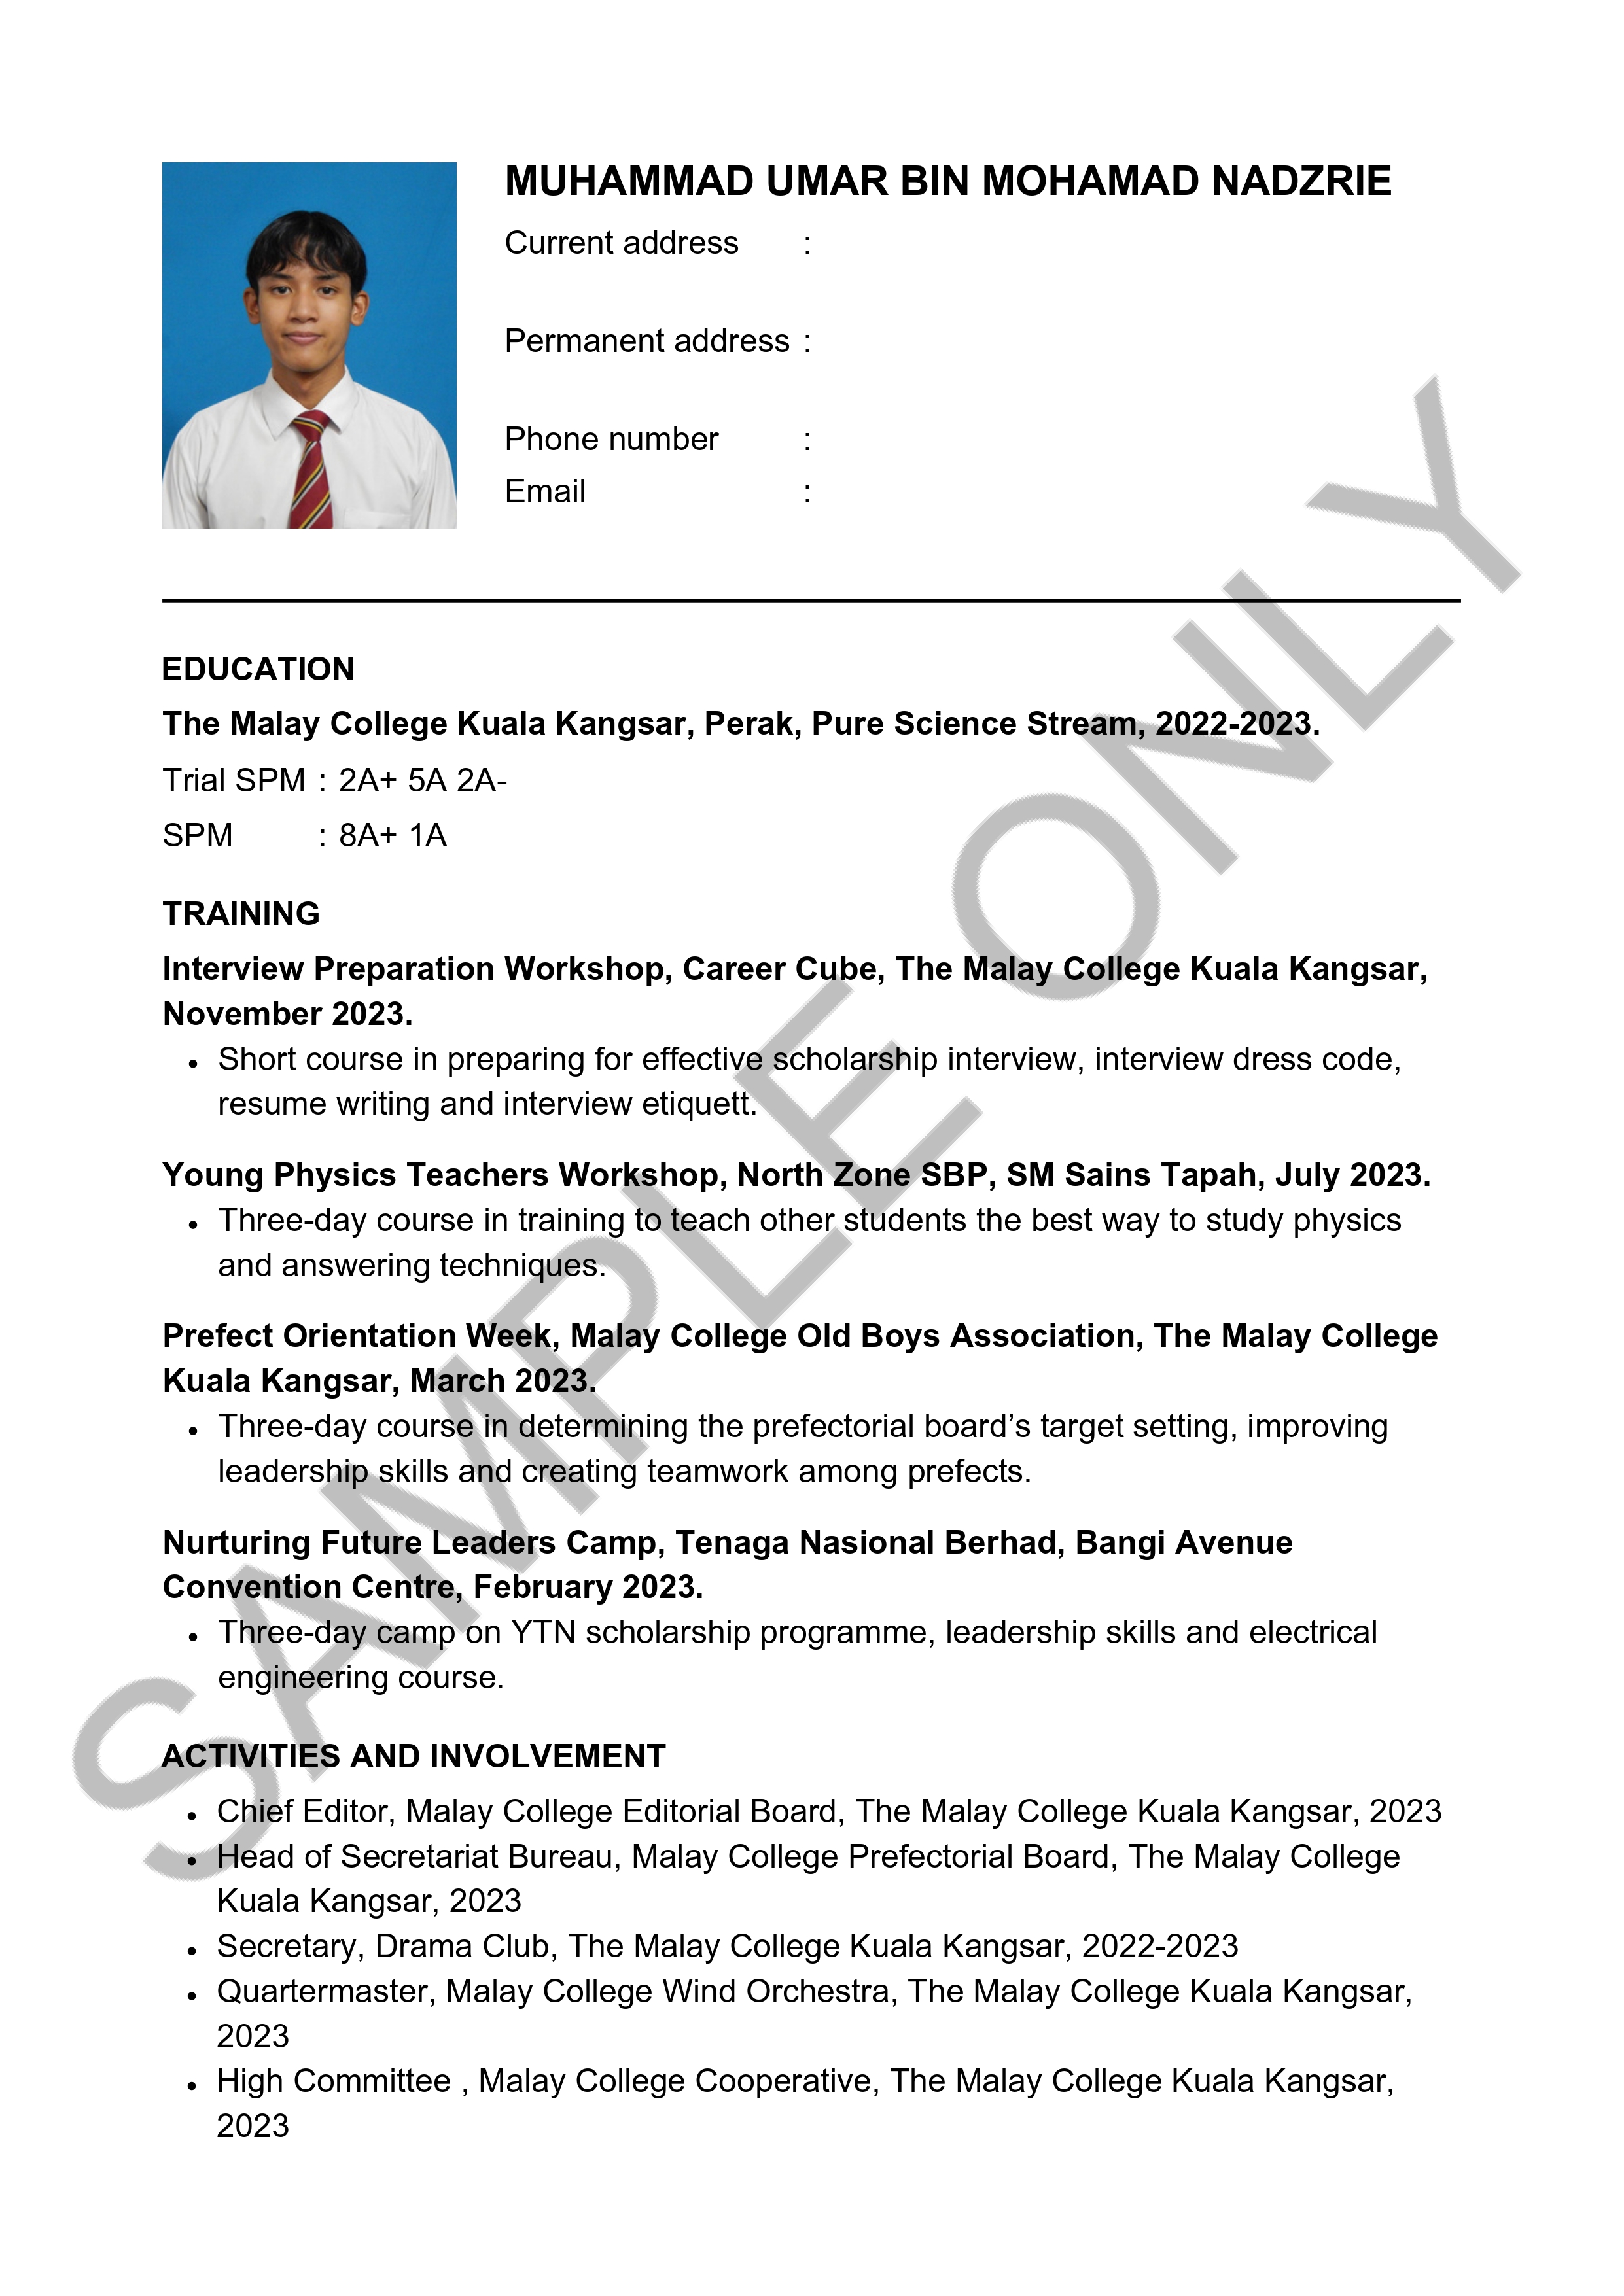 MUHAMMAD UMAR BIN MOHAMAD NADZRIE
Current address :
Permanent address :
Phone number :
Email :
EDUCATION
The Malay College Kuala Kangsar, Perak, Pure Science Stream, 2022-2023.
Trial SPM : 2A+ 5A 2A-
SPM : 8A+ 1A
TRAINING
Interview Preparation Workshop, Career Cube, The Malay College Kuala Kangsar,
November 2023.
• Short course in preparing for effective scholarship interview, interview dress code,
resume writing and interview etiquett.
Young Physics Teachers Workshop, North Zone SBP, SM Sains Tapah, July 2023.
• Three-day course in training to teach other students the best way to study physics
and answering techniques.
Prefect Orientation Week, Malay College Old Boys Association, The Malay College
Kuala Kangsar, March 2023.
• Three-day course in determining the prefectorial board’s target setting, improving
leadership skills and creating teamwork among prefects.
Nurturing Future Leaders Camp, Tenaga Nasional Berhad, Bangi Avenue
Convention Centre, February 2023.
• Three-day camp on YTN scholarship programme, leadership skills and electrical
engineering course.
ACTIVITIES AND INVOLVEMENT
• Chief Editor, Malay College Editorial Board, The Malay College Kuala Kangsar, 2023
• Head of Secretariat Bureau, Malay College Prefectorial Board, The Malay College
Kuala Kangsar, 2023
• Secretary, Drama Club, The Malay College Kuala Kangsar, 2022-2023
• Quartermaster, Malay College Wind Orchestra, The Malay College Kuala Kangsar,
2023
• High Committee , Malay College Cooperative, The Malay College Kuala Kangsar,
2023
SAMPLE ONLY